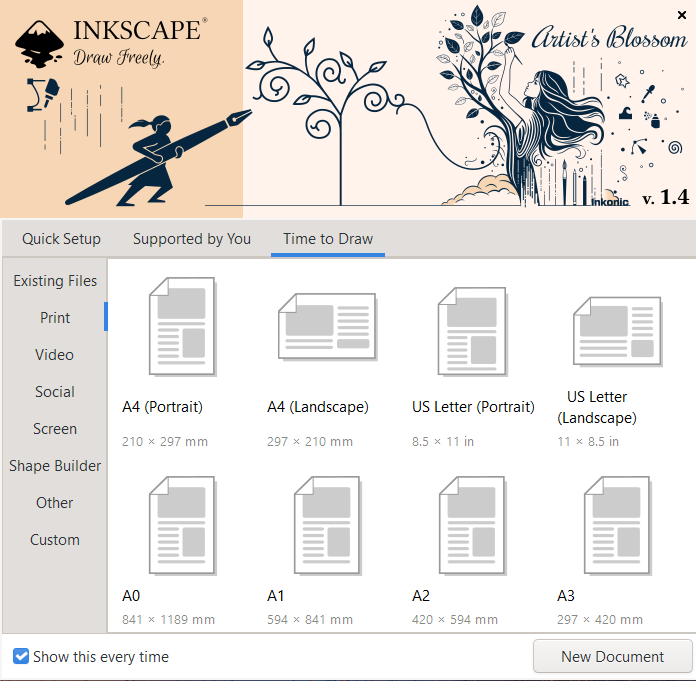 INKSCAPE®
Draw Freely.
Artist's Blossom
Inkonic
v. 1.4
Quick Setup
Supported by You
Time to Draw
Existing Files
Print
Video
Social
Screen
Shape Builder
Other
Custom
A4 (Portrait)
210 × 297 mm
A4 (Landscape)
297 × 210 mm
US Letter (Portrait)
8.5 × 11 in
US Letter
(Landscape)
11 × 8.5 in
A0
841 × 1189 mm
A1
594 × 841 mm
A2
420 × 594 mm
A3
297 × 420 mm
Show this every time
New Document